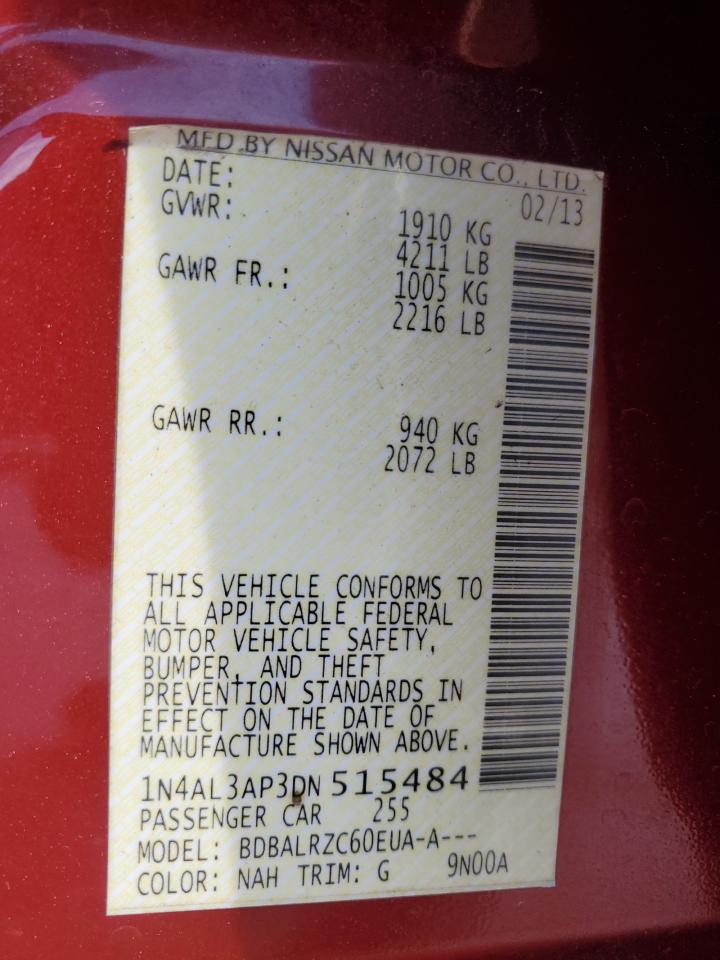 MFD.BY NISSAN MOTOR CO., LTD.
DATE: 02/13
GVWR: 1910 KG
4211 LB
GAWR FR.: 1005 KG
2216 LB
GAWR RR.: 940 KG
2072 LB
THIS VEHICLE CONFORMS TO
ALL APPLICABLE FEDERAL
MOTOR VEHICLE SAFETY,
BUMPER, AND THEFT
PREVENTION STANDARDS IN
EFFECT ON THE DATE OF
MANUFACTURE SHOWN ABOVE.
1N4AL3AP3DN 515484
PASSENGER CAR 255
MODEL: BDBALRZC60EUA-A---
COLOR: NAH TRIM: G 9N00A